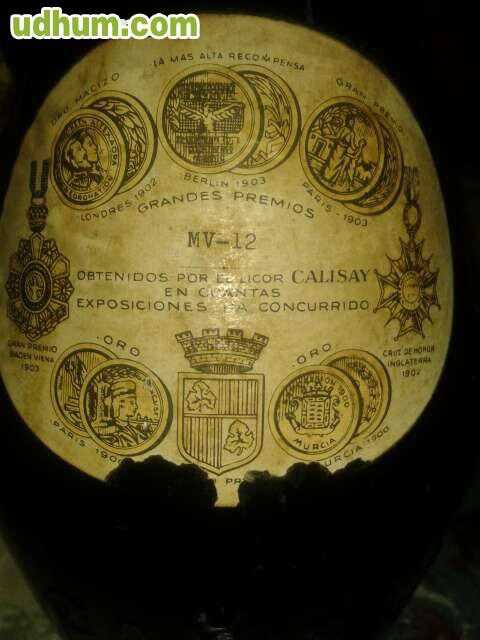 udhum.com
LA MAS ALTA RECOMPENSA
ORO MACIZO
GRAN PREMIO
BERLIN 1903
LONDRES 1902
PARIS - 1903
GRANDES PREMIOS
MV-12
OBTENIDOS POR EL LICOR CALISAY
EN CUANTAS
EXPOSICIONES HA CONCURRIDO
GRAN PREMIO
BADEN VIENA
1903
CRUZ DE HONOR
INGLATERRA
1902
·ORO·
·ORO·
PARIS
MURCIA
1900